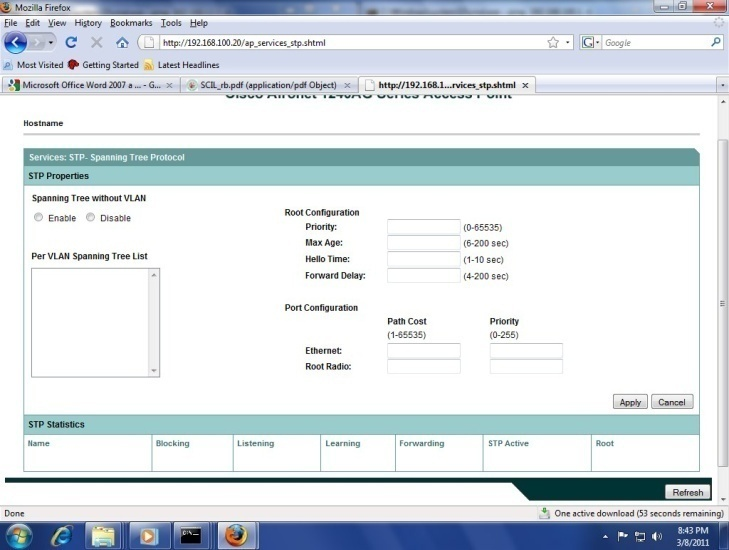 Mozilla Firefox
File Edit View History Bookmarks Tools Help
http://192.168.100.20/ap_services_stp.shtml
Google
Most Visited Getting Started Latest Headlines
Microsoft Office Word 2007 a ... - G... SCIL_rb.pdf (application/pdf Object) http://192.168.1...rvices_stp.shtml
Cisco Aironet 1240AG Series Access Point
Hostname
Services: STP- Spanning Tree Protocol
STP Properties
Spanning Tree without VLAN
Enable Disable
Per VLAN Spanning Tree List
Root Configuration
Priority: (0-65535)
Max Age: (6-200 sec)
Hello Time: (1-10 sec)
Forward Delay: (4-200 sec)
Port Configuration
Path Cost Priority
(1-65535) (0-255)
Ethernet:
Root Radio:
Apply Cancel
STP Statistics
Name Blocking Listening Learning Forwarding STP Active Root
Refresh
Done One active download (53 seconds remaining)
8:43 PM
3/8/2011